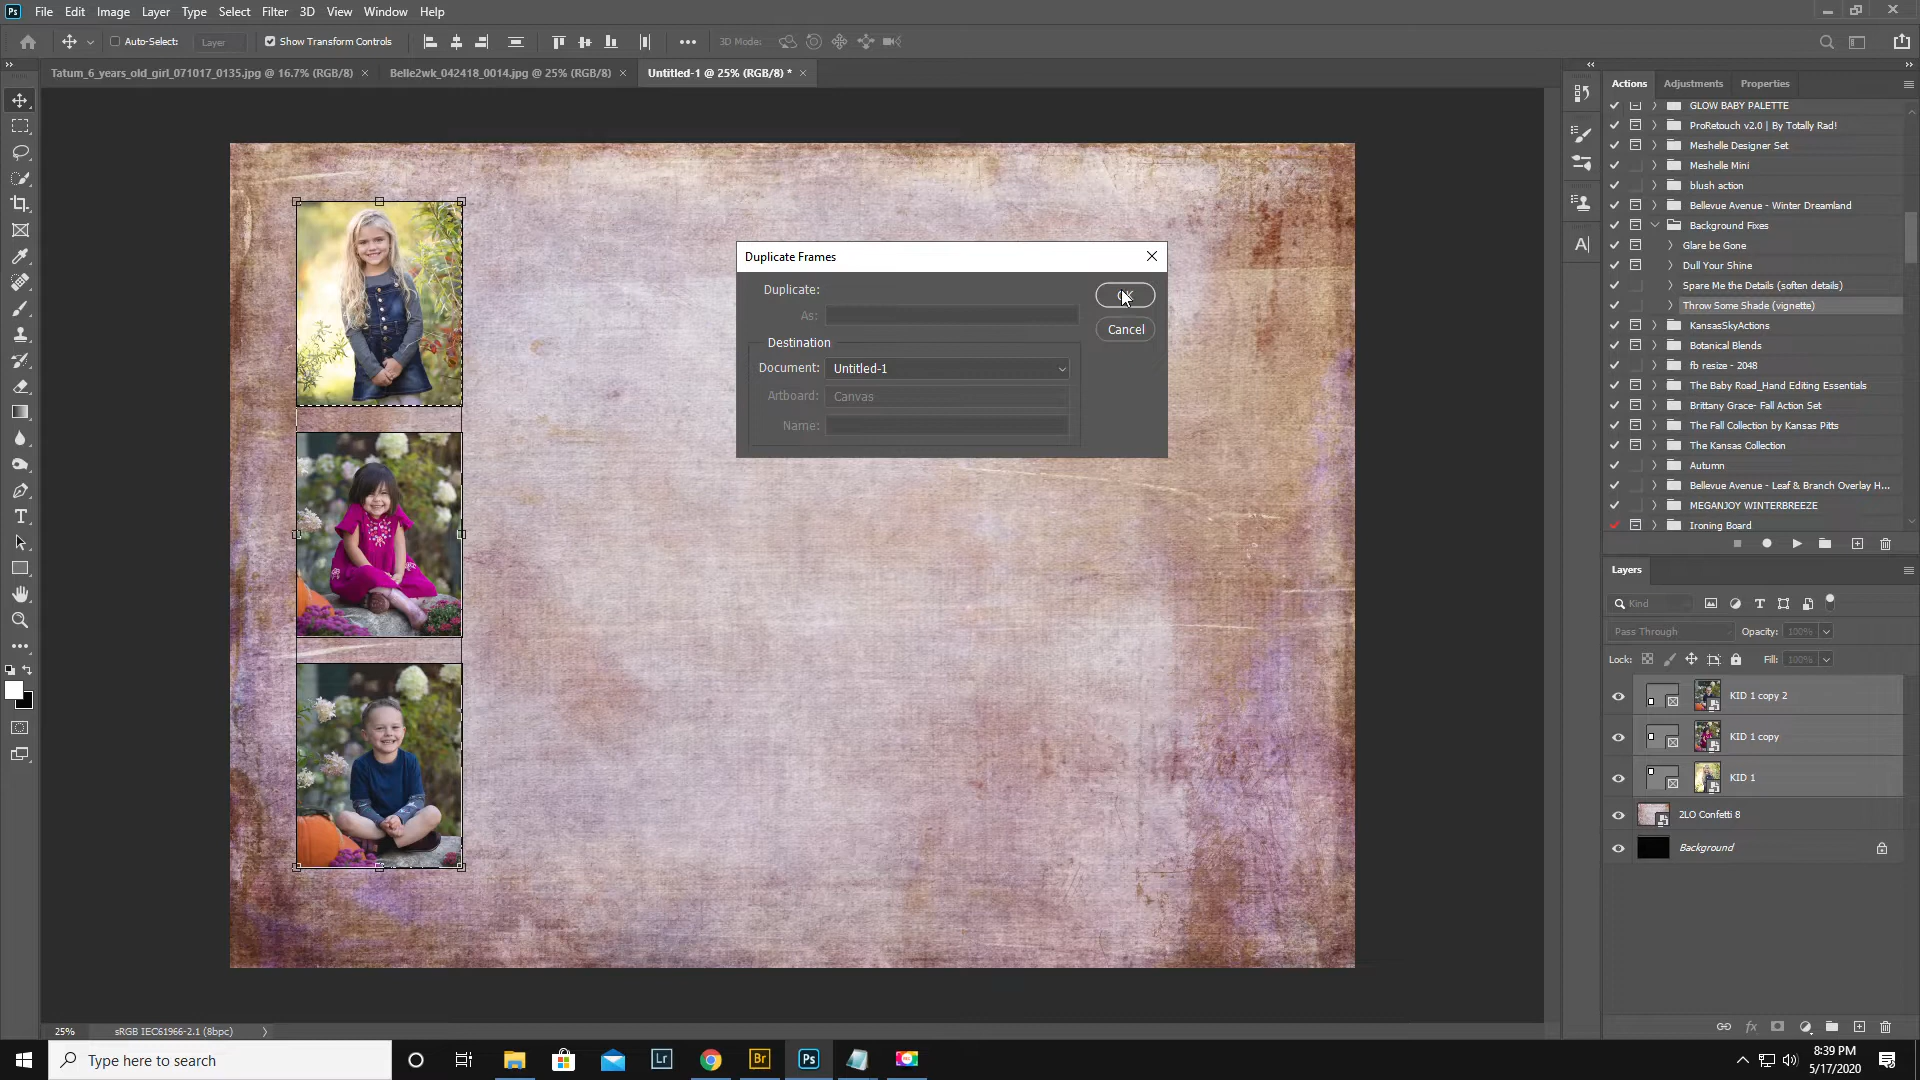 Ps File Edit Image Layer Type Select Filter 3D View Window Help
Auto-Select: Layer Show Transform Controls 3D Mode:
Tatum_6_years_old_girl_071017_0135.jpg @ 16.7% (RGB/8) × Belle2wk_042418_0014.jpg @ 25% (RGB/8) × Untitled-1 @ 25% (RGB/8) * ×
Actions Adjustments Properties
GLOW BABY PALETTE
ProRetouch v2.0 | By Totally Rad!
Meshelle Designer Set
Meshelle Mini
blush action
Bellevue Avenue - Winter Dreamland
Background Fixes
Glare be Gone
Dull Your Shine
Spare Me the Details (soften details)
Throw Some Shade (vignette)
KansasSkyActions
Botanical Blends
fb resize - 2048
The Baby Road_Hand Editing Essentials
Brittany Grace- Fall Action Set
The Fall Collection by Kansas Pitts
The Kansas Collection
Autumn
Bellevue Avenue - Leaf & Branch Overlay H...
MEGANJOY WINTERBREEZE
Ironing Board
Duplicate Frames
Duplicate:
As:
OK
Cancel
Destination
Document: Untitled-1
Artboard: Canvas
Name:
Layers
Kind
Pass Through Opacity: 100%
Lock: Fill: 100%
KID 1 copy 2
KID 1 copy
KID 1
2LO Confetti 8
Background
fx
25% sRGB IEC61966-2.1 (8bpc)
Type here to search
Lr Br Ps
8:39 PM
5/17/2020